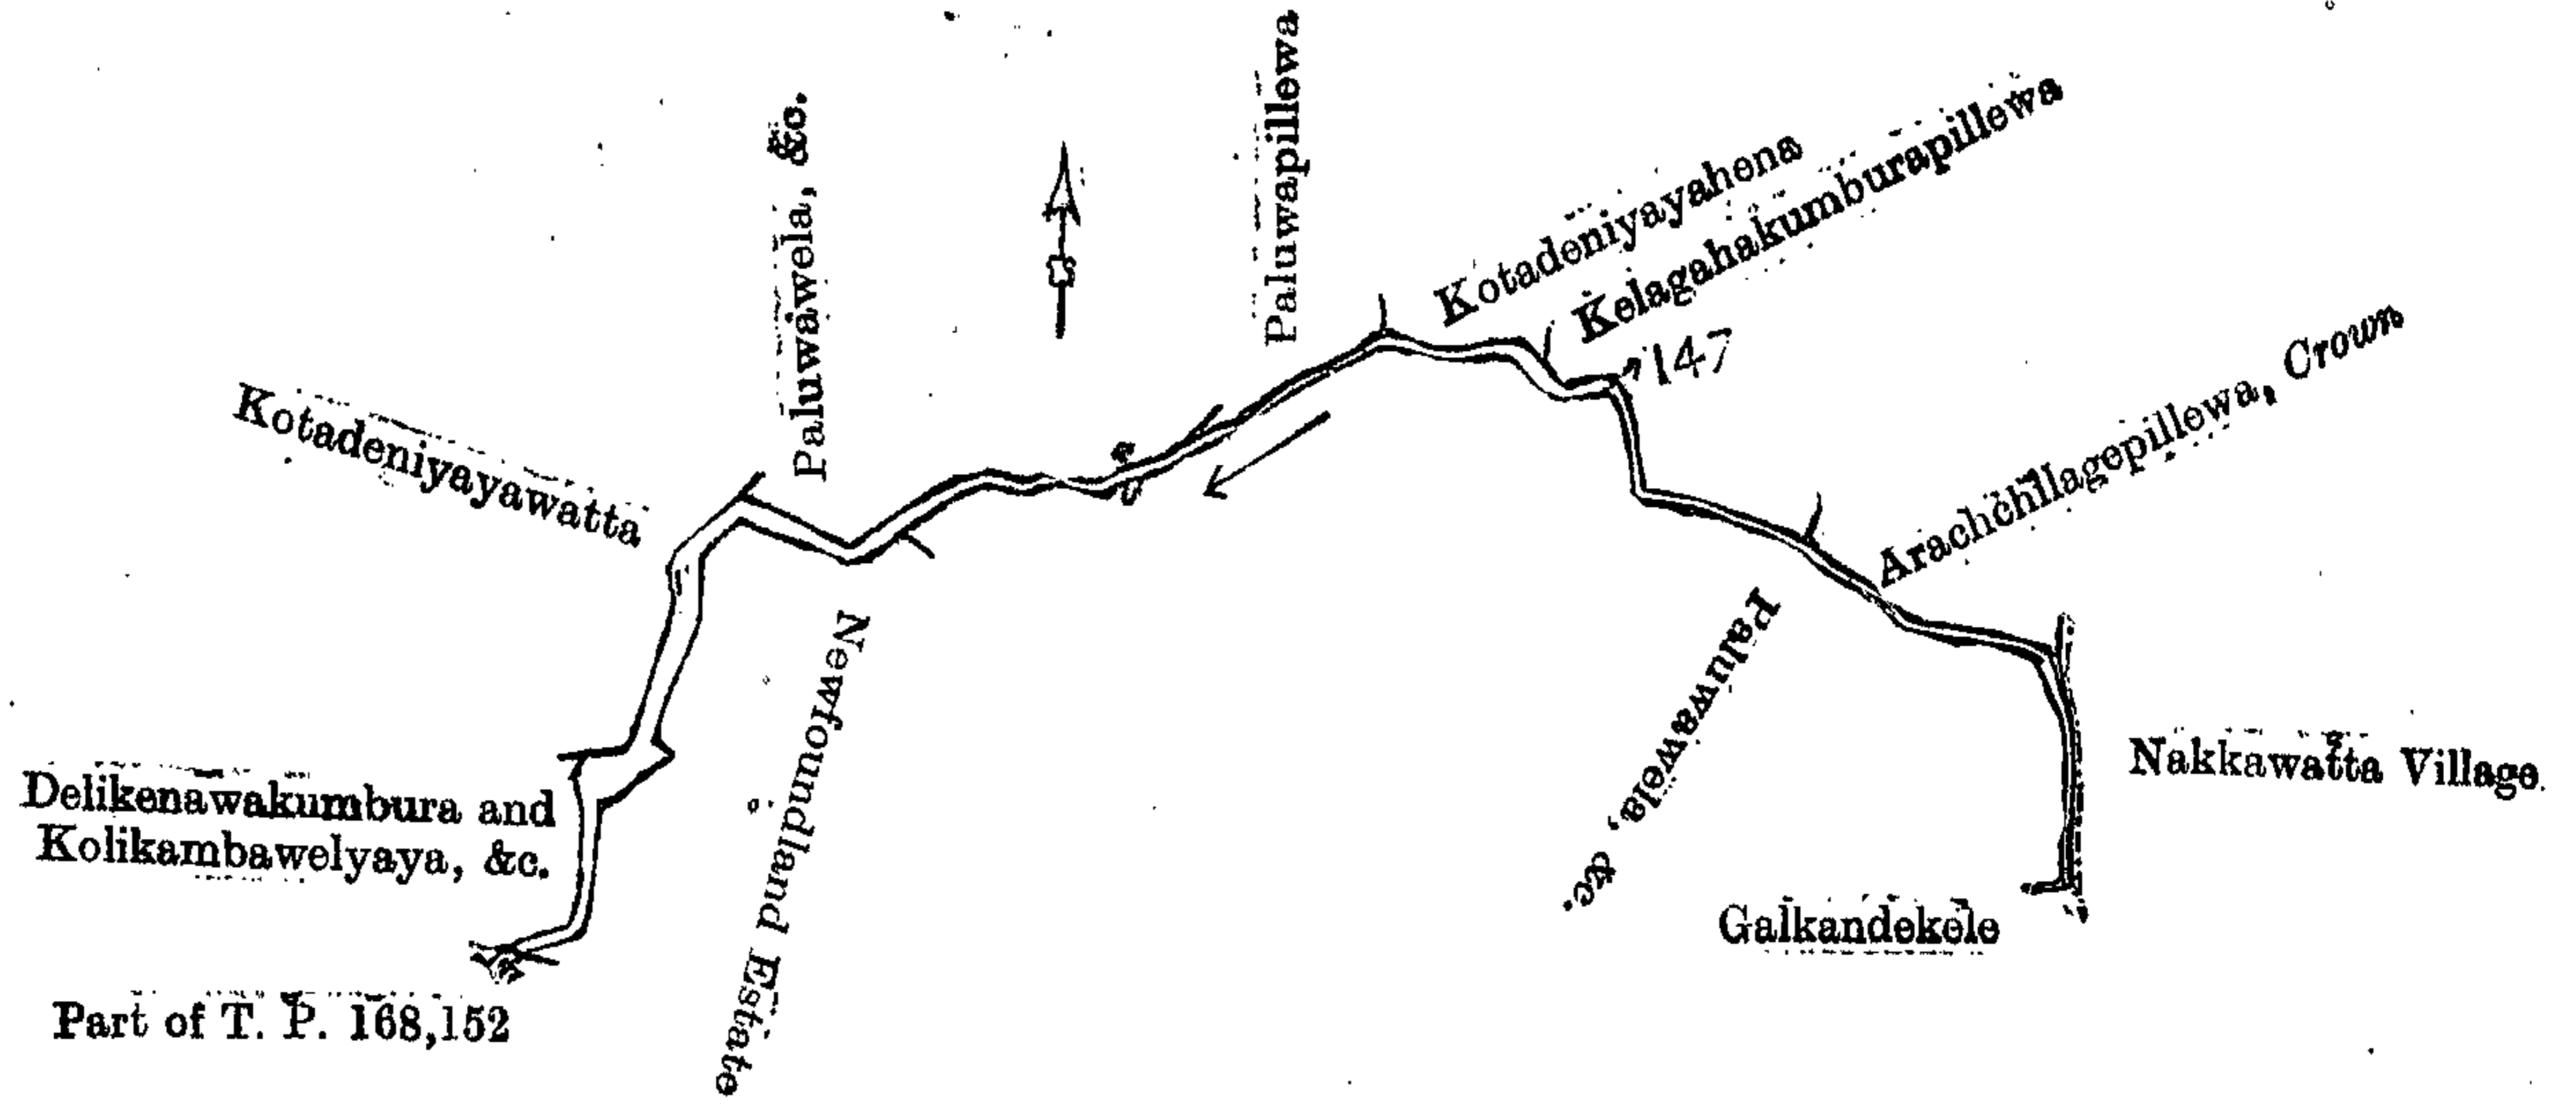 Kotadeniyayawatta
Paluwawela, &c.
Paluwapillewa
Kotadeniyayahena
Kelagahakumburapillewa
147
Arachchillagepillewa, Crown
Nakkawatta Village
Galkandekele
Paluwawela, &c.
Newfoundland Estate
Delikenawakumbura and
Kolikambawelyaya, &c.
Part of T. P. 168,152